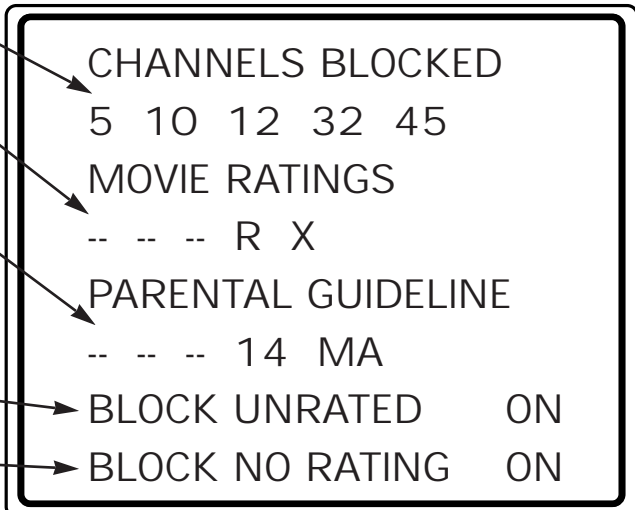 CHANNELS BLOCKED
5 10 12 32 45
MOVIE RATINGS
-- -- -- R X
PARENTAL GUIDELINE
-- -- -- 14 MA
BLOCK UNRATED ON
BLOCK NO RATING ON